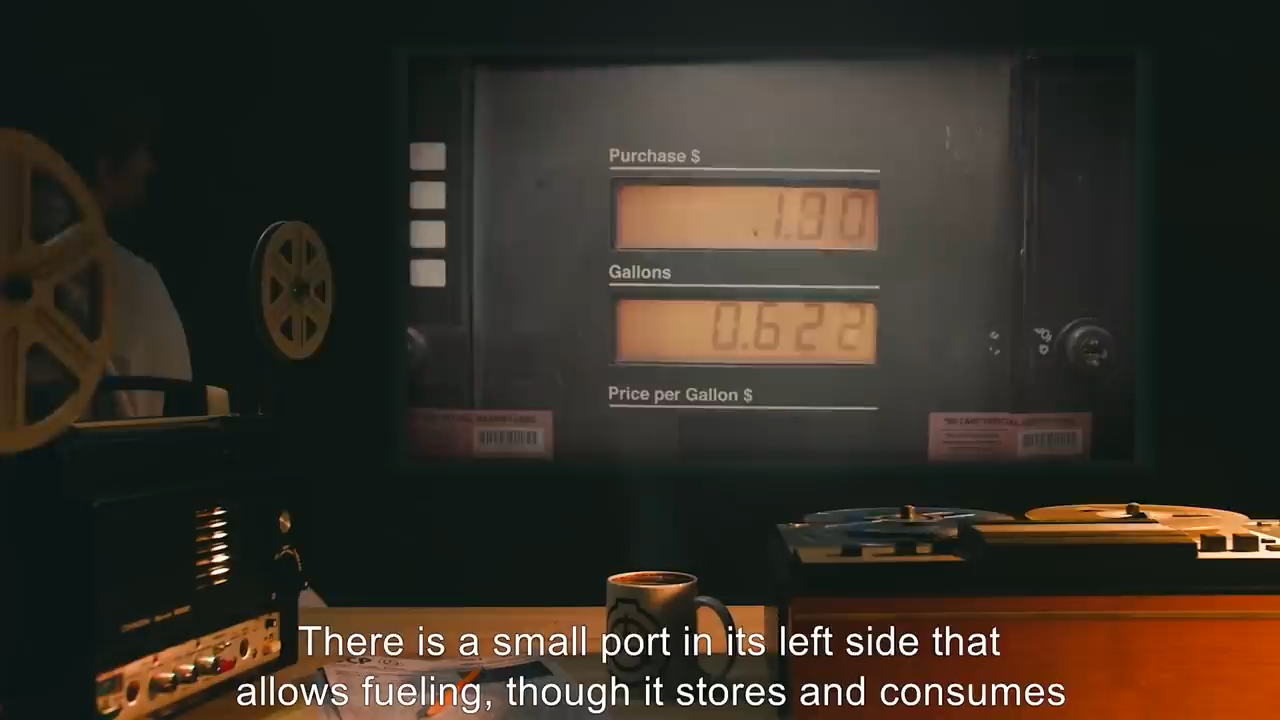 Purchase $
.1.80
Gallons
0.622
Price per Gallon $
There is a small port in its left side that
allows fueling, though it stores and consumes